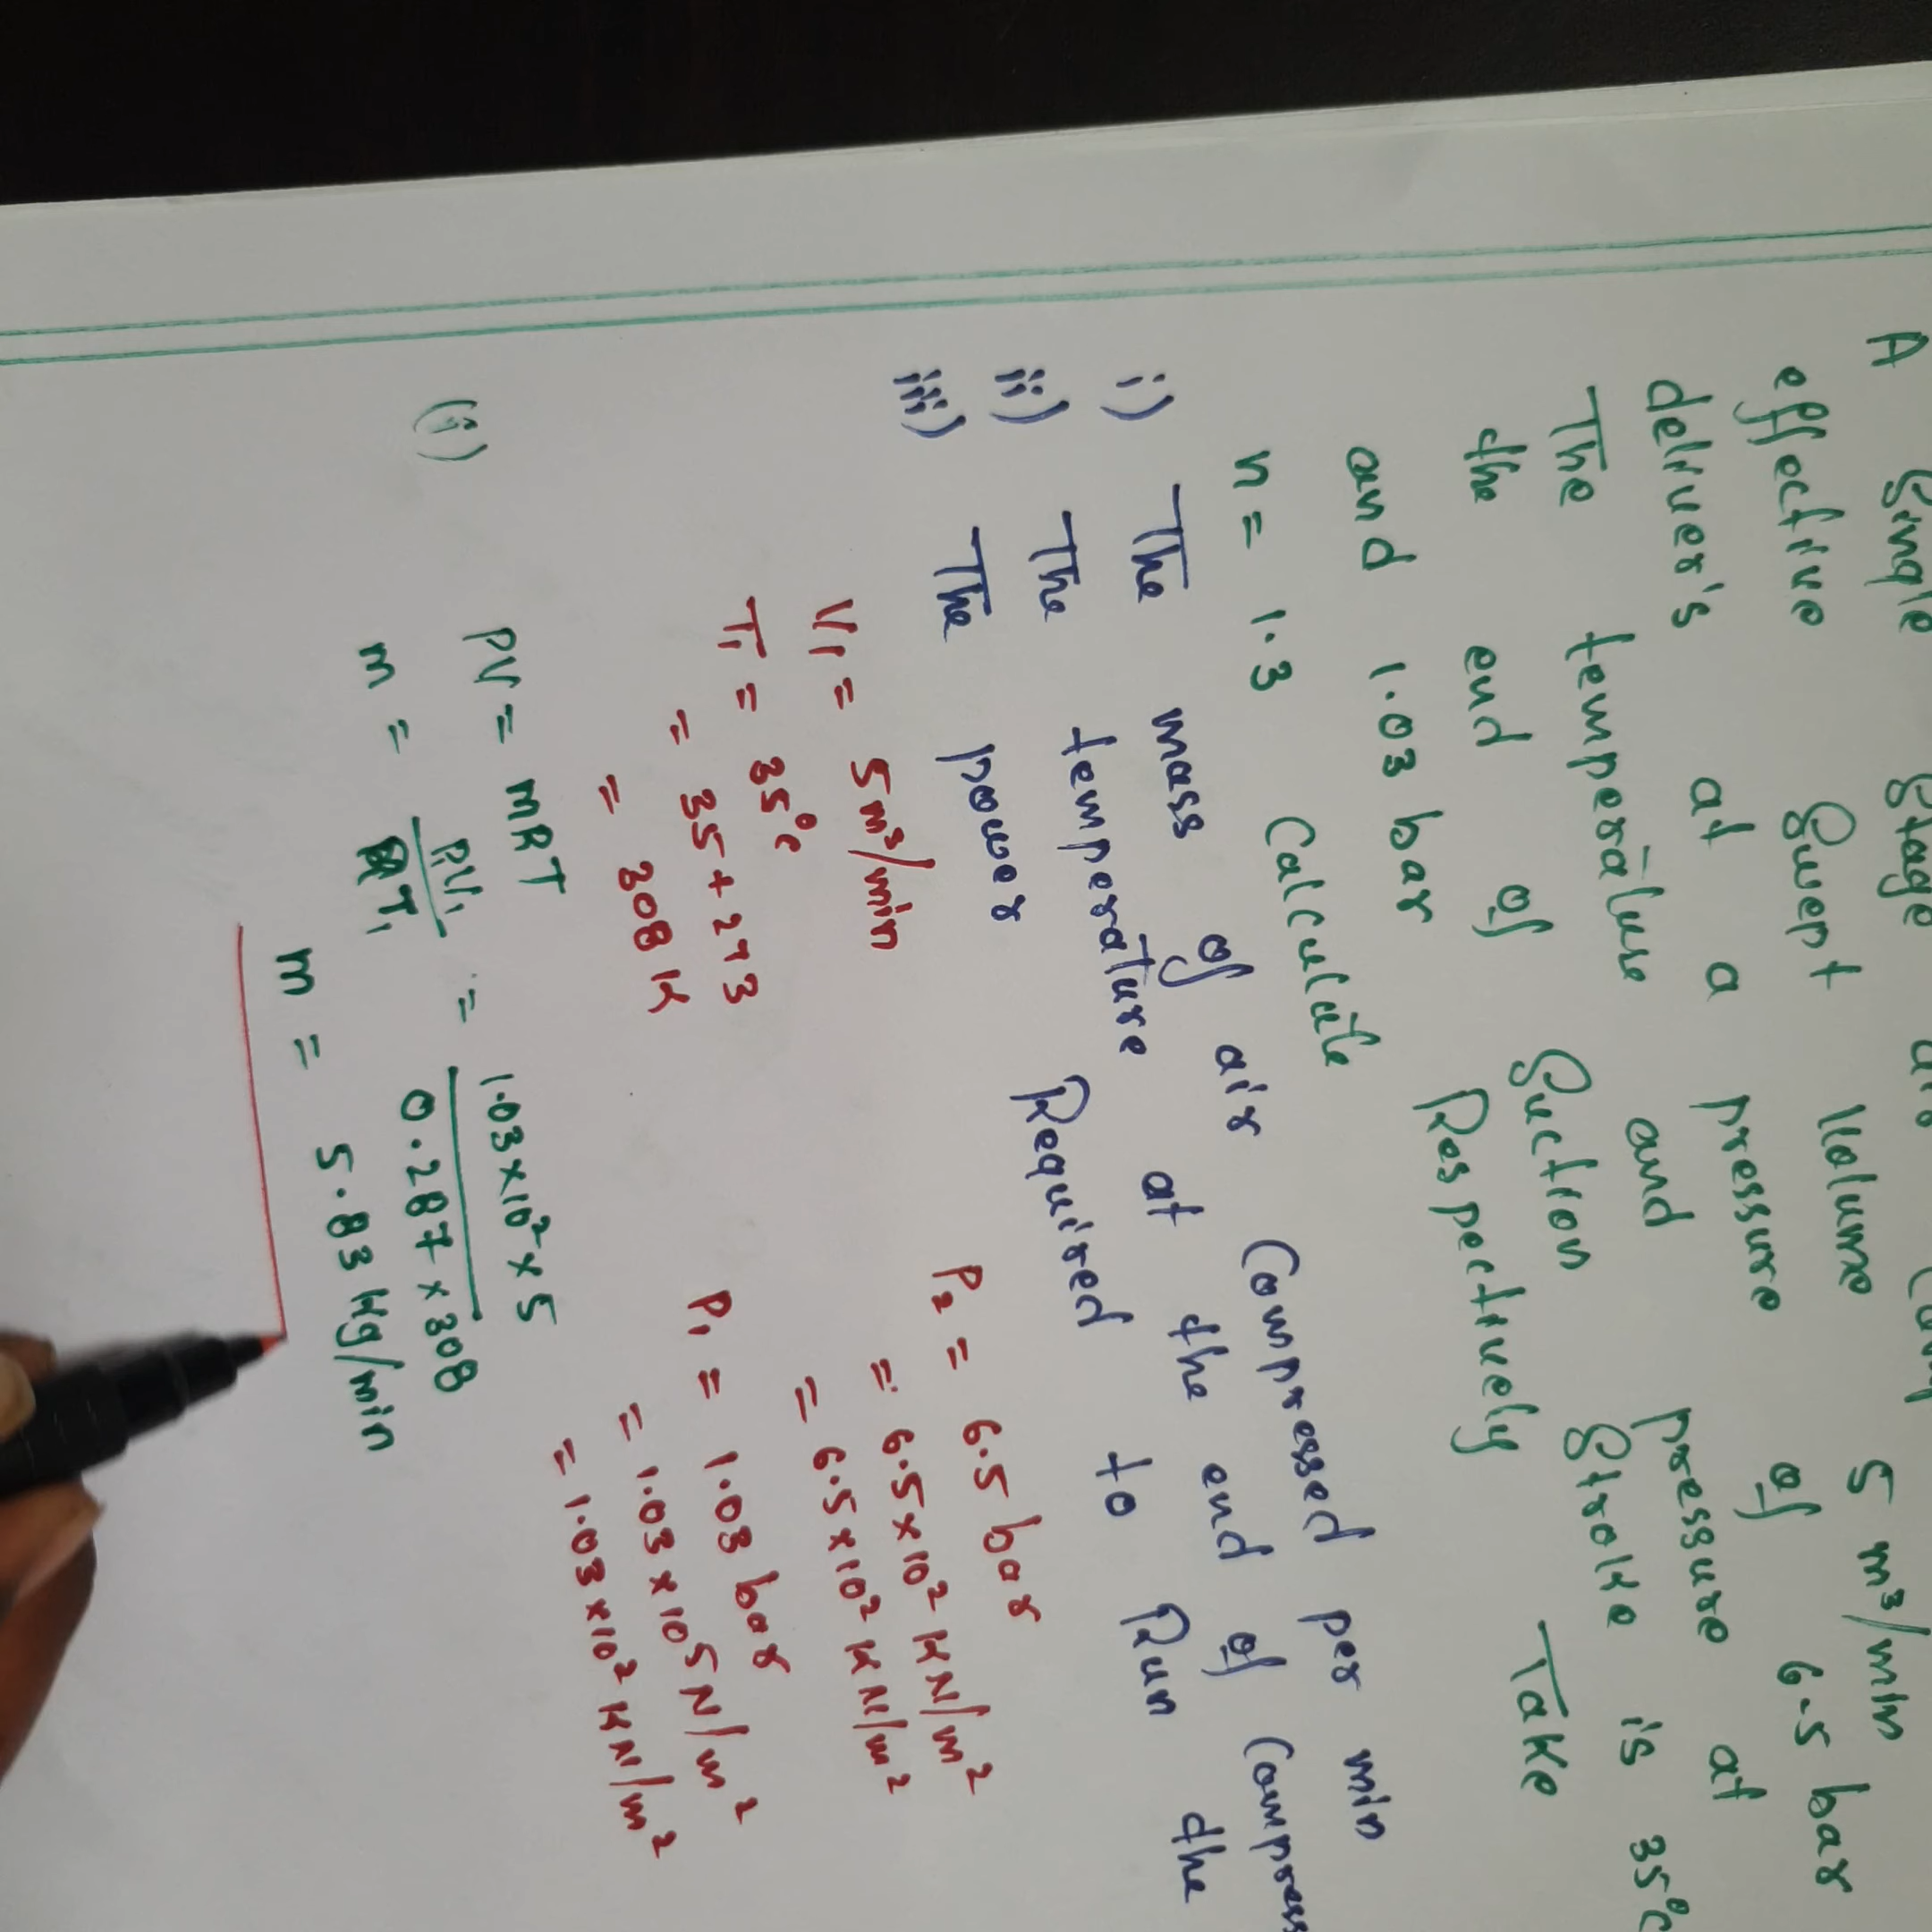 A Single Stage
effective Swept Volume 5 m³/min
deliver's at a pressure of 6.5 bar
The temperature and pressure at
the end of Suction Stroke is 35°C
and 1.03 bar Respectively Take
n = 1.3 Calculate
i) The mass of air Compressed per min
ii) The temperature at the end of Compress
iii) The power Required to Run the
V₁ = 5 m³/min P₂ = 6.5 bar
T₁ = 35°C = 6.5 × 10² KN/m²
= 35 + 273 = 6.5 × 10² KN/m²
= 308 K P₁ = 1.03 bar
= 1.03 × 10⁵ N/m²
= 1.03 × 10² KN/m²
(i) PV = mRT
m = P₁V₁ / RT₁ = 1.03 × 10² × 5 / 0.287 × 308
m = 5.83 Kg/min